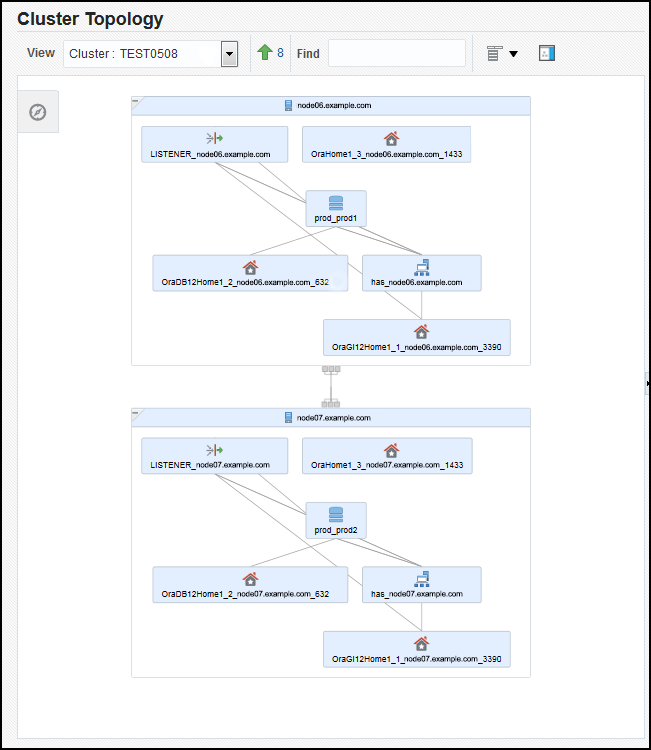 Cluster Topology
View Cluster : TEST0508 8 Find
node06.example.com
LISTENER_node06.example.com OraHome1_3_node06.example.com_1433
prod_prod1
OraDB12Home1_2_node06.example.com_632 has_node06.example.com
OraGI12Home1_1_node06.example.com_3390
node07.example.com
LISTENER_node07.example.com OraHome1_3_node07.example.com_1433
prod_prod2
OraDB12Home1_2_node07.example.com_632 has_node07.example.com
OraGI12Home1_1_node07.example.com_3390